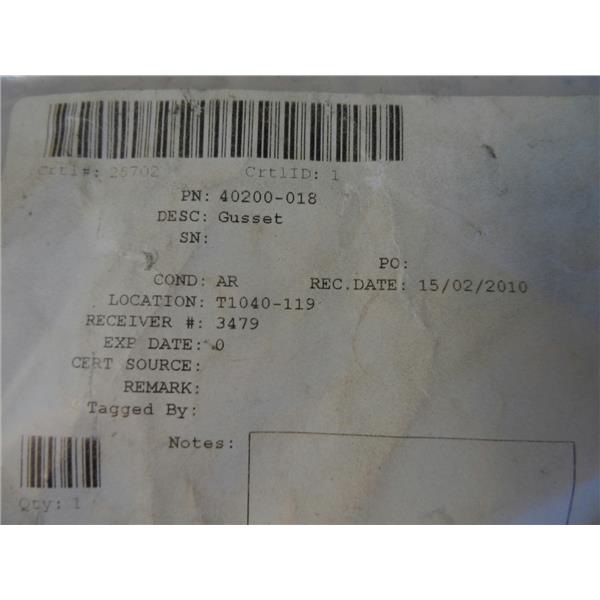 Crtl#: 25702 CrtlID: 1
PN: 40200-018
DESC: Gusset
SN:
PO:
COND: AR REC.DATE: 15/02/2010
LOCATION: T1040-119
RECEIVER #: 3479
EXP DATE: 0
CERT SOURCE:
REMARK:
Tagged By:
Notes:
Qty: 1